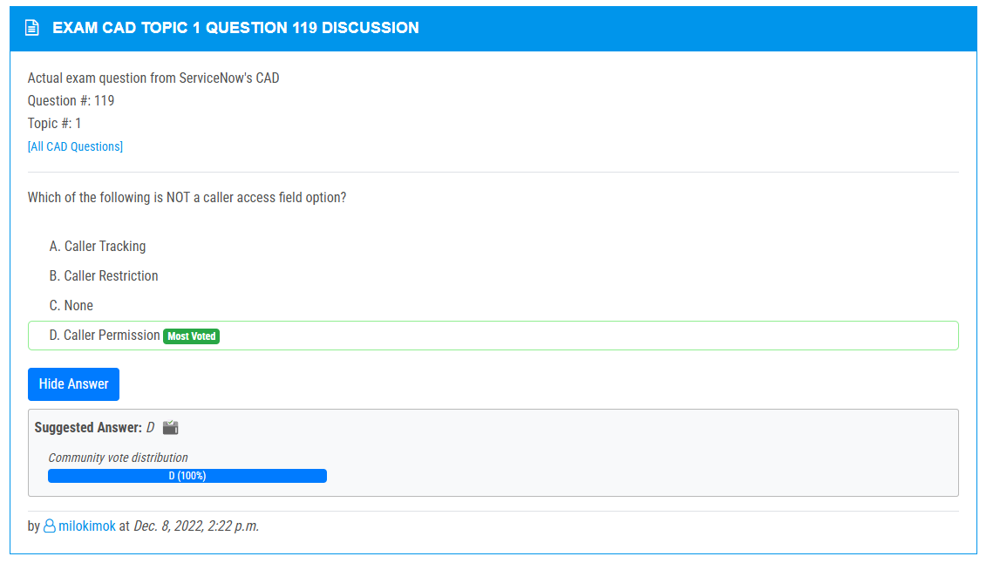 EXAM CAD TOPIC 1 QUESTION 119 DISCUSSION
Actual exam question from ServiceNow's CAD
Question #: 119
Topic #: 1
[All CAD Questions]
Which of the following is NOT a caller access field option?
A. Caller Tracking
B. Caller Restriction
C. None
D. Caller Permission Most Voted
Hide Answer
Suggested Answer: D
Community vote distribution
D (100%)
by milokimok at Dec. 8, 2022, 2:22 p.m.